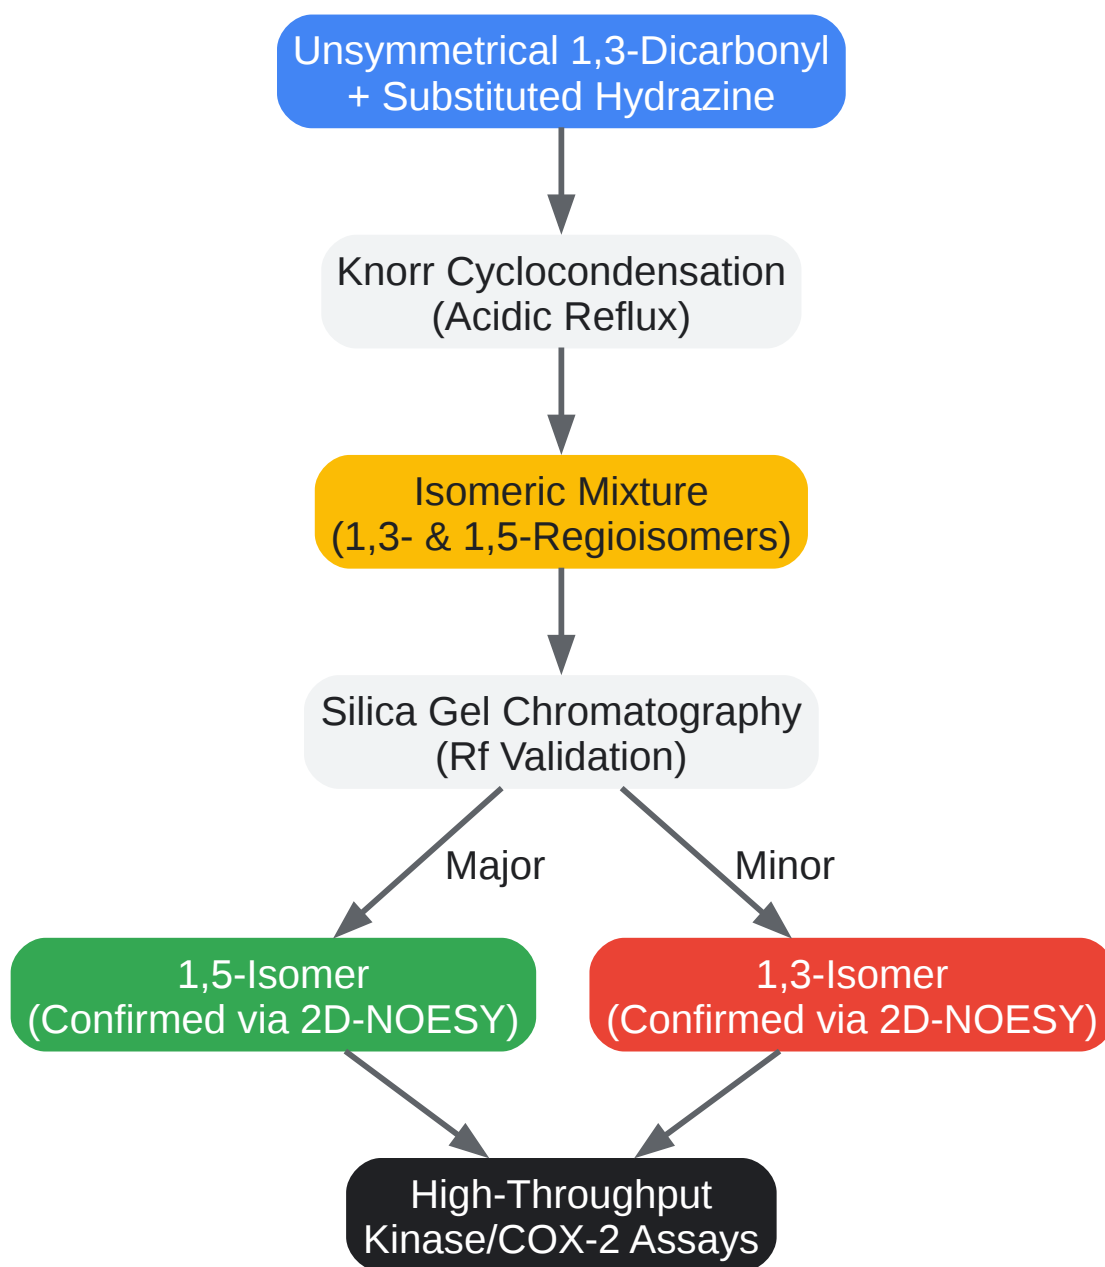 Unsymmetrical 1,3-Dicarbonyl
+ Substituted Hydrazine
Knorr Cyclocondensation
(Acidic Reflux)
Isomeric Mixture
(1,3- & 1,5-Regioisomers)
Silica Gel Chromatography
(Rf Validation)
Major
Minor
1,5-Isomer
(Confirmed via 2D-NOESY)
1,3-Isomer
(Confirmed via 2D-NOESY)
High-Throughput
Kinase/COX-2 Assays